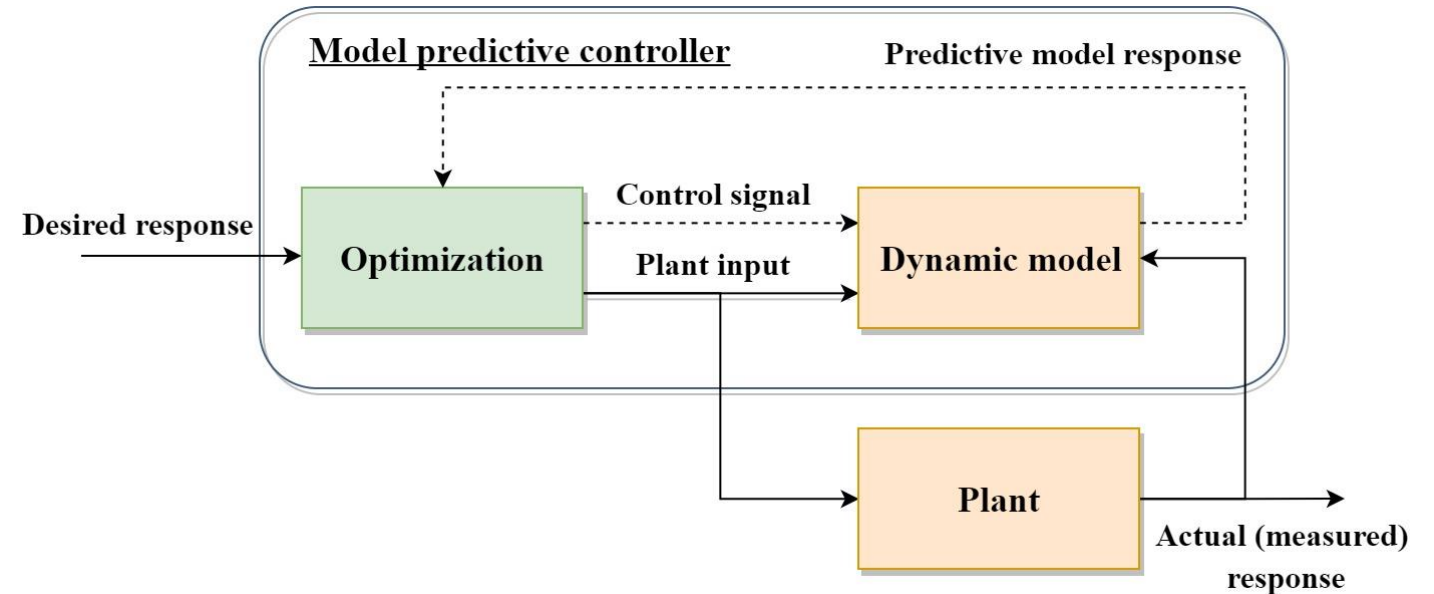 Model predictive controller
Predictive model response
Control signal
Desired response
Optimization
Plant input
Dynamic model
Plant
Actual (measured)
response